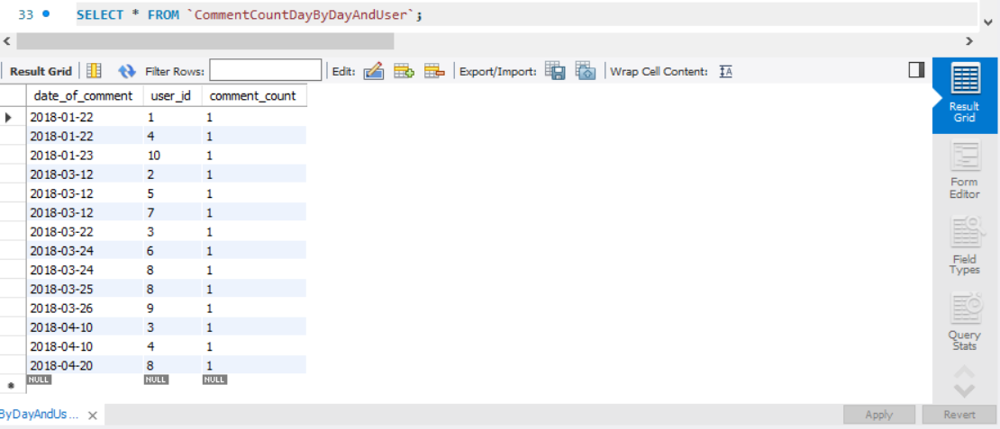 33 SELECT * FROM `CommentCountDayByDayAndUser`;
Result Grid Filter Rows: Edit: Export/Import: Wrap Cell Content: IA
date_of_comment user_id comment_count
2018-01-22 1 1
2018-01-22 4 1
2018-01-23 10 1
2018-03-12 2 1
2018-03-12 5 1
2018-03-12 7 1
2018-03-22 3 1
2018-03-24 6 1
2018-03-24 8 1
2018-03-25 8 1
2018-03-26 9 1
2018-04-10 3 1
2018-04-10 4 1
2018-04-20 8 1
NULL NULL NULL
Result
Grid
Form
Editor
Field
Types
Query
Stats
ByDayAndUs... ×
Apply Revert